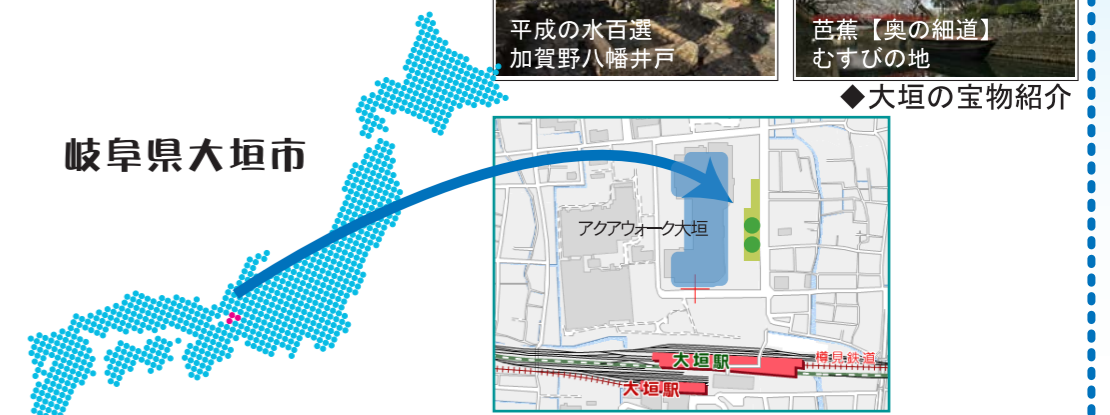 平成の水百選
加賀野八幡井戸
芭蕉【奥の細道】
むすびの地
◆大垣の宝物紹介
岐阜県大垣市
アクアウォーク大垣
大垣駅
樽見鉄道
大垣駅